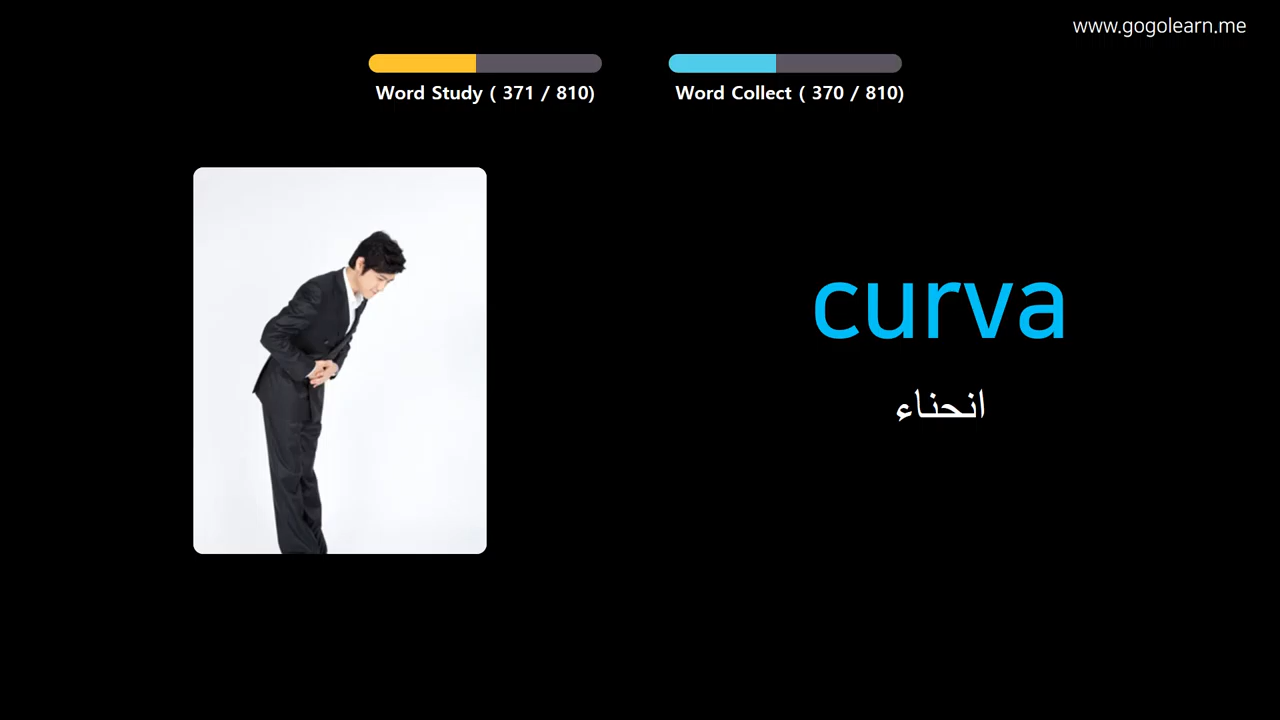 www.gogolearn.me
Word Study ( 371 / 810)
Word Collect ( 370 / 810)
curva
انحناء